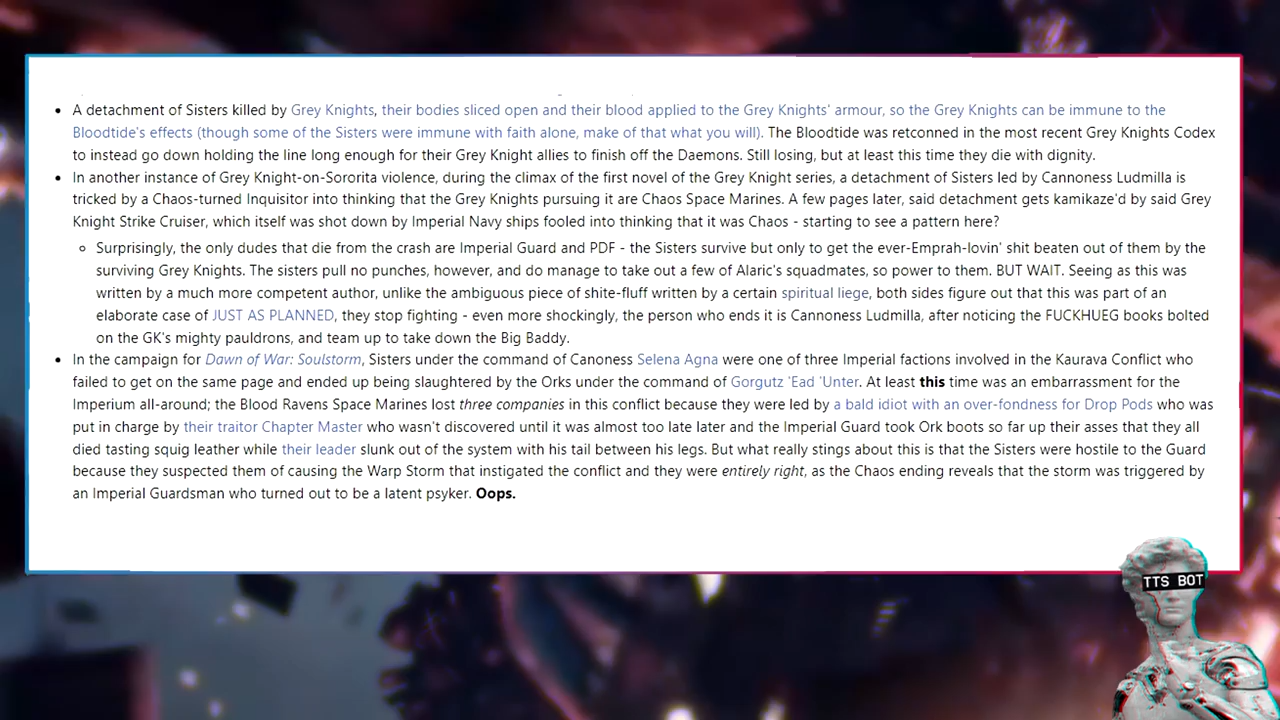 A detachment of Sisters killed by Grey Knights, their bodies sliced open and their blood applied to the Grey Knights' armour, so the Grey Knights can be immune to the
Bloodtide's effects (though some of the Sisters were immune with faith alone, make of that what you will). The Bloodtide was retconned in the most recent Grey Knights Codex
to instead go down holding the line long enough for their Grey Knight allies to finish off the Daemons. Still losing, but at least this time they die with dignity.
In another instance of Grey Knight-on-Sororita violence, during the climax of the first novel of the Grey Knight series, a detachment of Sisters led by Cannoness Ludmilla is
tricked by a Chaos-turned Inquisitor into thinking that the Grey Knights pursuing it are Chaos Space Marines. A few pages later, said detachment gets kamikaze'd by said Grey
Knight Strike Cruiser, which itself was shot down by Imperial Navy ships fooled into thinking that it was Chaos - starting to see a pattern here?
Surprisingly, the only dudes that die from the crash are Imperial Guard and PDF - the Sisters survive but only to get the ever-Emprah-lovin' shit beaten out of them by the
surviving Grey Knights. The sisters pull no punches, however, and do manage to take out a few of Alaric's squadmates, so power to them. BUT WAIT. Seeing as this was
written by a much more competent author, unlike the ambiguous piece of shite-fluff written by a certain spiritual liege, both sides figure out that this was part of an
elaborate case of JUST AS PLANNED, they stop fighting - even more shockingly, the person who ends it is Cannoness Ludmilla, after noticing the FUCKHUEG books bolted
on the GK's mighty pauldrons, and team up to take down the Big Baddy.
In the campaign for Dawn of War: Soulstorm, Sisters under the command of Canoness Selena Agna were one of three Imperial factions involved in the Kaurava Conflict who
failed to get on the same page and ended up being slaughtered by the Orks under the command of Gorgutz 'Ead 'Unter. At least this time was an embarrassment for the
Imperium all-around; the Blood Ravens Space Marines lost three companies in this conflict because they were led by a bald idiot with an over-fondness for Drop Pods who was
put in charge by their traitor Chapter Master who wasn't discovered until it was almost too late later and the Imperial Guard took Ork boots so far up their asses that they all
died tasting squig leather while their leader slunk out of the system with his tail between his legs. But what really stings about this is that the Sisters were hostile to the Guard
because they suspected them of causing the Warp Storm that instigated the conflict and they were entirely right, as the Chaos ending reveals that the storm was triggered by
an Imperial Guardsman who turned out to be a latent psyker. Oops.
TTS BOT